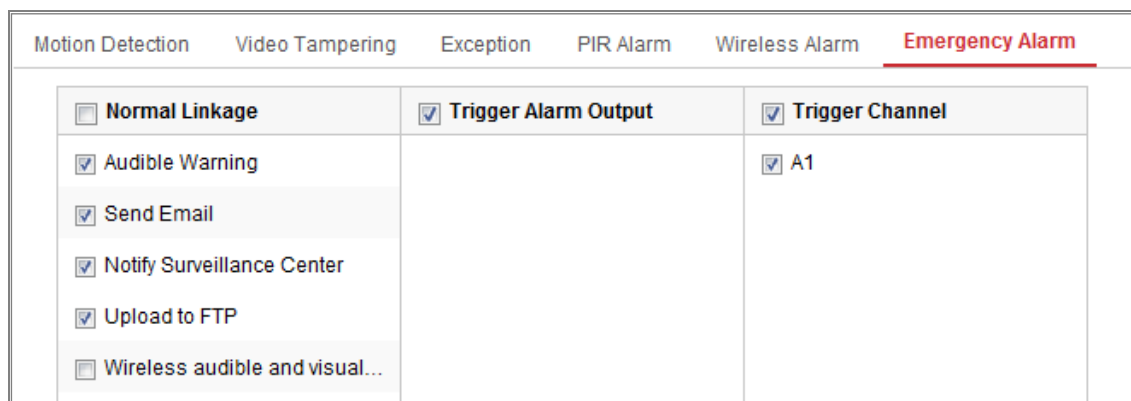 Motion Detection Video Tampering Exception PIR Alarm Wireless Alarm Emergency Alarm
Normal Linkage Trigger Alarm Output Trigger Channel
Audible Warning A1
Send Email
Notify Surveillance Center
Upload to FTP
Wireless audible and visual...